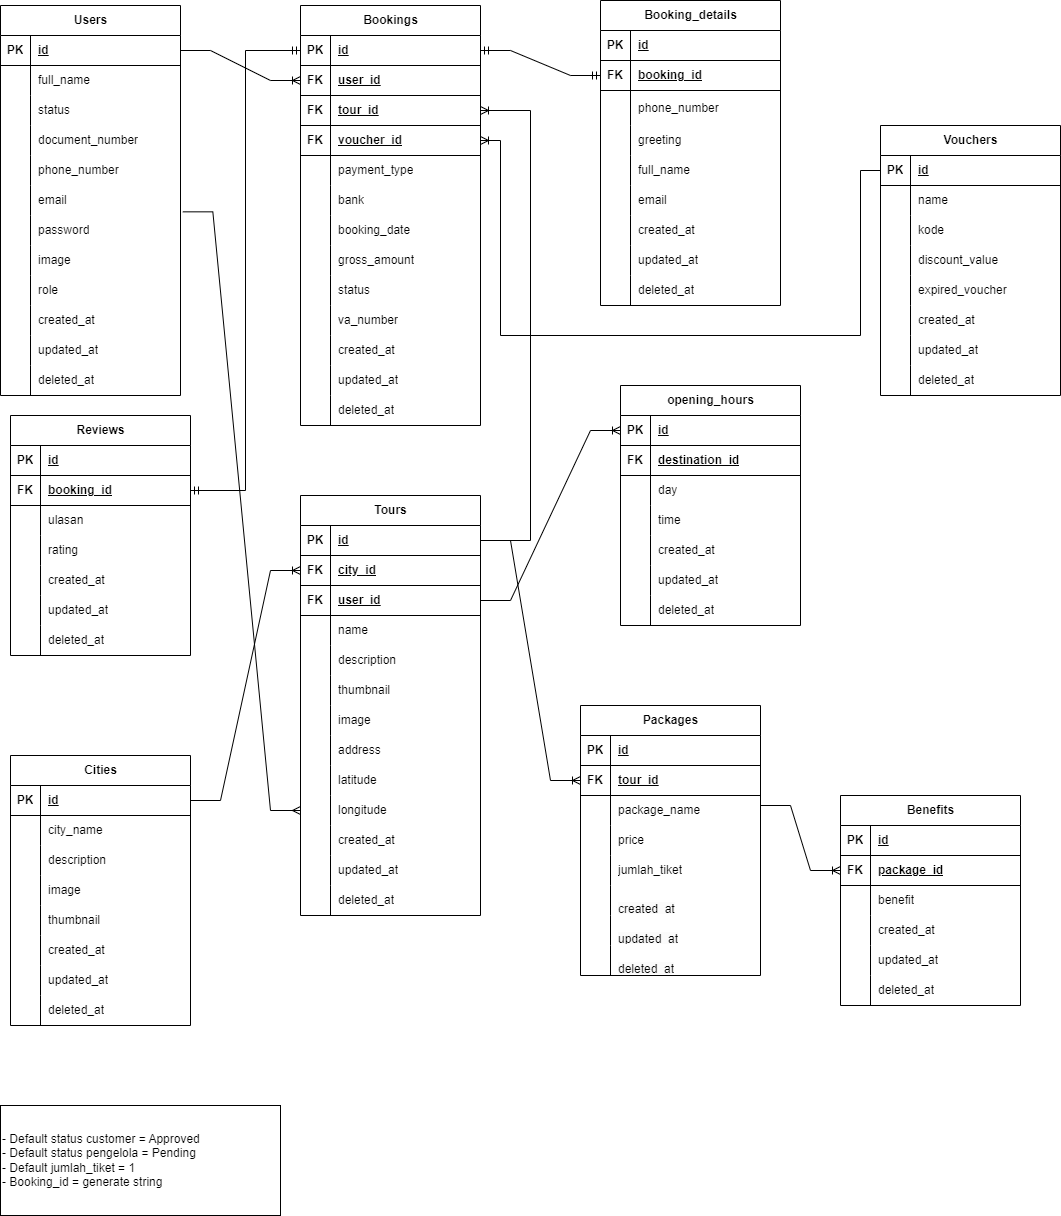 Users
PK id
full_name
status
document_number
phone_number
email
password
image
role
created_at
updated_at
deleted_at
Bookings
PK id
FK user_id
FK tour_id
FK voucher_id
payment_type
bank
booking_date
gross_amount
status
va_number
created_at
updated_at
deleted_at
Booking_details
PK id
FK booking_id
phone_number
greeting
full_name
email
created_at
updated_at
deleted_at
Vouchers
PK id
name
kode
discount_value
expired_voucher
created_at
updated_at
deleted_at
Reviews
PK id
FK booking_id
ulasan
rating
created_at
updated_at
deleted_at
Tours
PK id
FK city_id
FK user_id
name
description
thumbnail
image
address
latitude
longitude
created_at
updated_at
deleted_at
opening_hours
PK id
FK destination_id
day
time
created_at
updated_at
deleted_at
Cities
PK id
city_name
description
image
thumbnail
created_at
updated_at
deleted_at
Packages
PK id
FK tour_id
package_name
price
jumlah_tiket
created_at
updated_at
deleted_at
Benefits
PK id
FK package_id
benefit
created_at
updated_at
deleted_at
- Default status customer = Approved
- Default status pengelola = Pending
- Default jumlah_tiket = 1
- Booking_id = generate string